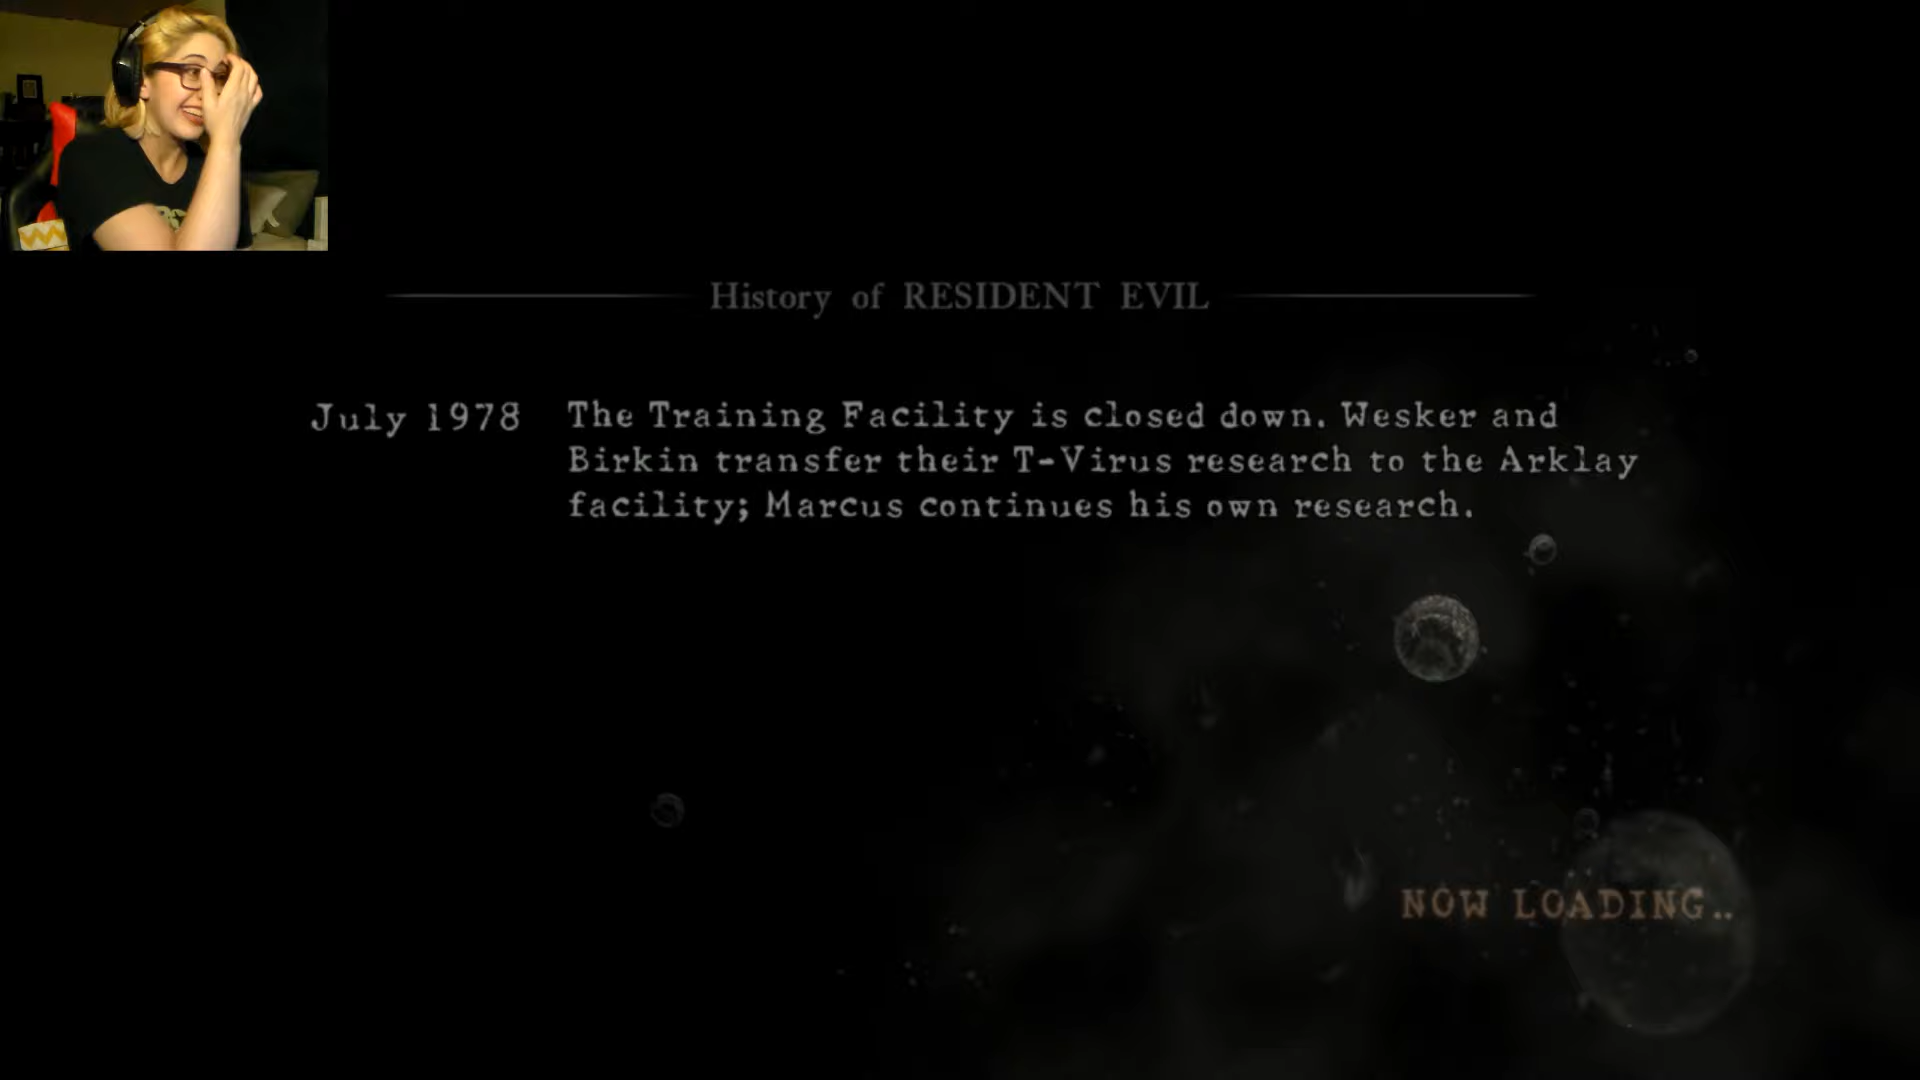 History of RESIDENT EVIL
July 1978 The Training Facility is closed down. Wesker and
Birkin transfer their T-Virus research to the Arklay
facility; Marcus continues his own research.
NOW LOADING..